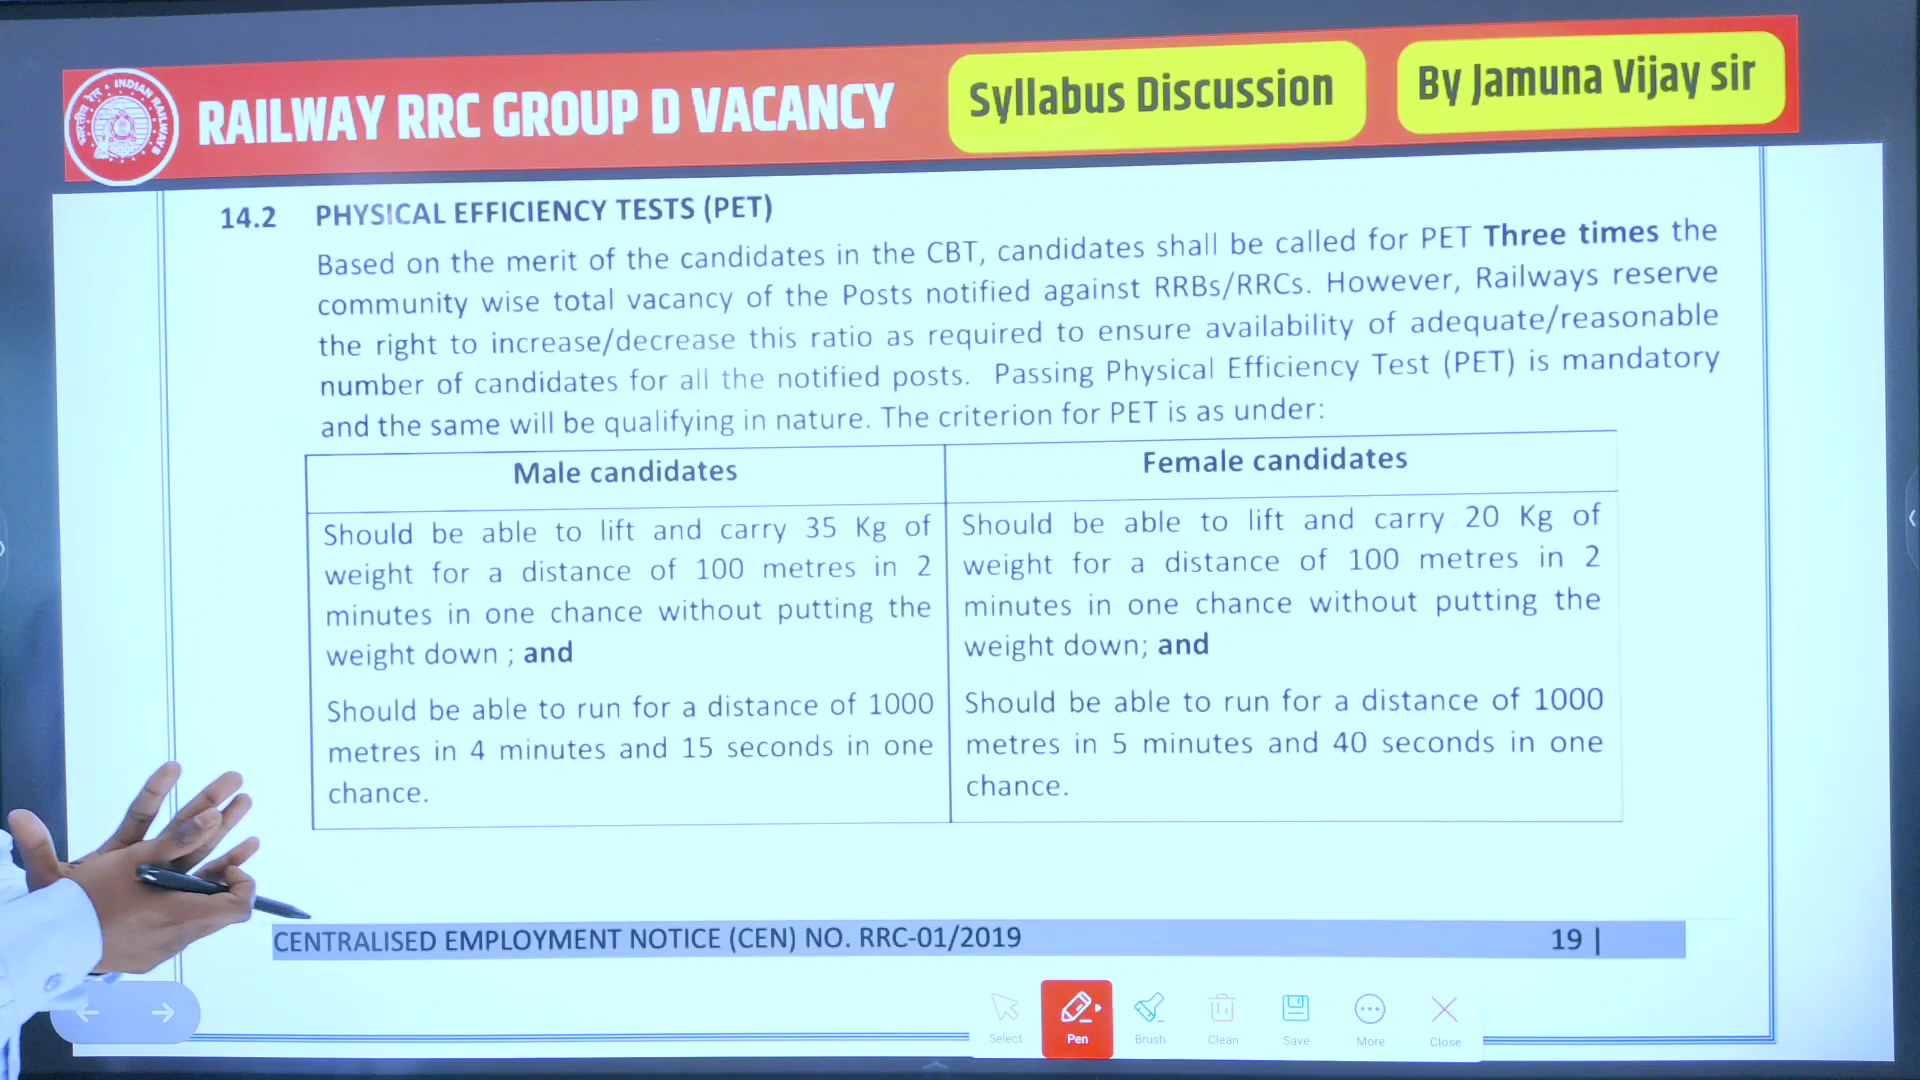 INDIAN RAILWAYS
RAILWAY RRC GROUP D VACANCY
Syllabus Discussion
By Jamuna Vijay sir
14.2 PHYSICAL EFFICIENCY TESTS (PET)
Based on the merit of the candidates in the CBT, candidates shall be called for PET Three times the
community wise total vacancy of the Posts notified against RRBs/RRCs. However, Railways reserve
the right to increase/decrease this ratio as required to ensure availability of adequate/reasonable
number of candidates for all the notified posts. Passing Physical Efficiency Test (PET) is mandatory
and the same will be qualifying in nature. The criterion for PET is as under:
Male candidates
Should be able to lift and carry 35 Kg of
weight for a distance of 100 metres in 2
minutes in one chance without putting the
weight down ; and
Should be able to run for a distance of 1000
metres in 4 minutes and 15 seconds in one
chance.
Female candidates
Should be able to lift and carry 20 Kg of
weight for a distance of 100 metres in 2
minutes in one chance without putting the
weight down; and
Should be able to run for a distance of 1000
metres in 5 minutes and 40 seconds in one
chance.
CENTRALISED EMPLOYMENT NOTICE (CEN) NO. RRC-01/2019 19 |
Select Pen Brush Clean Save More Close